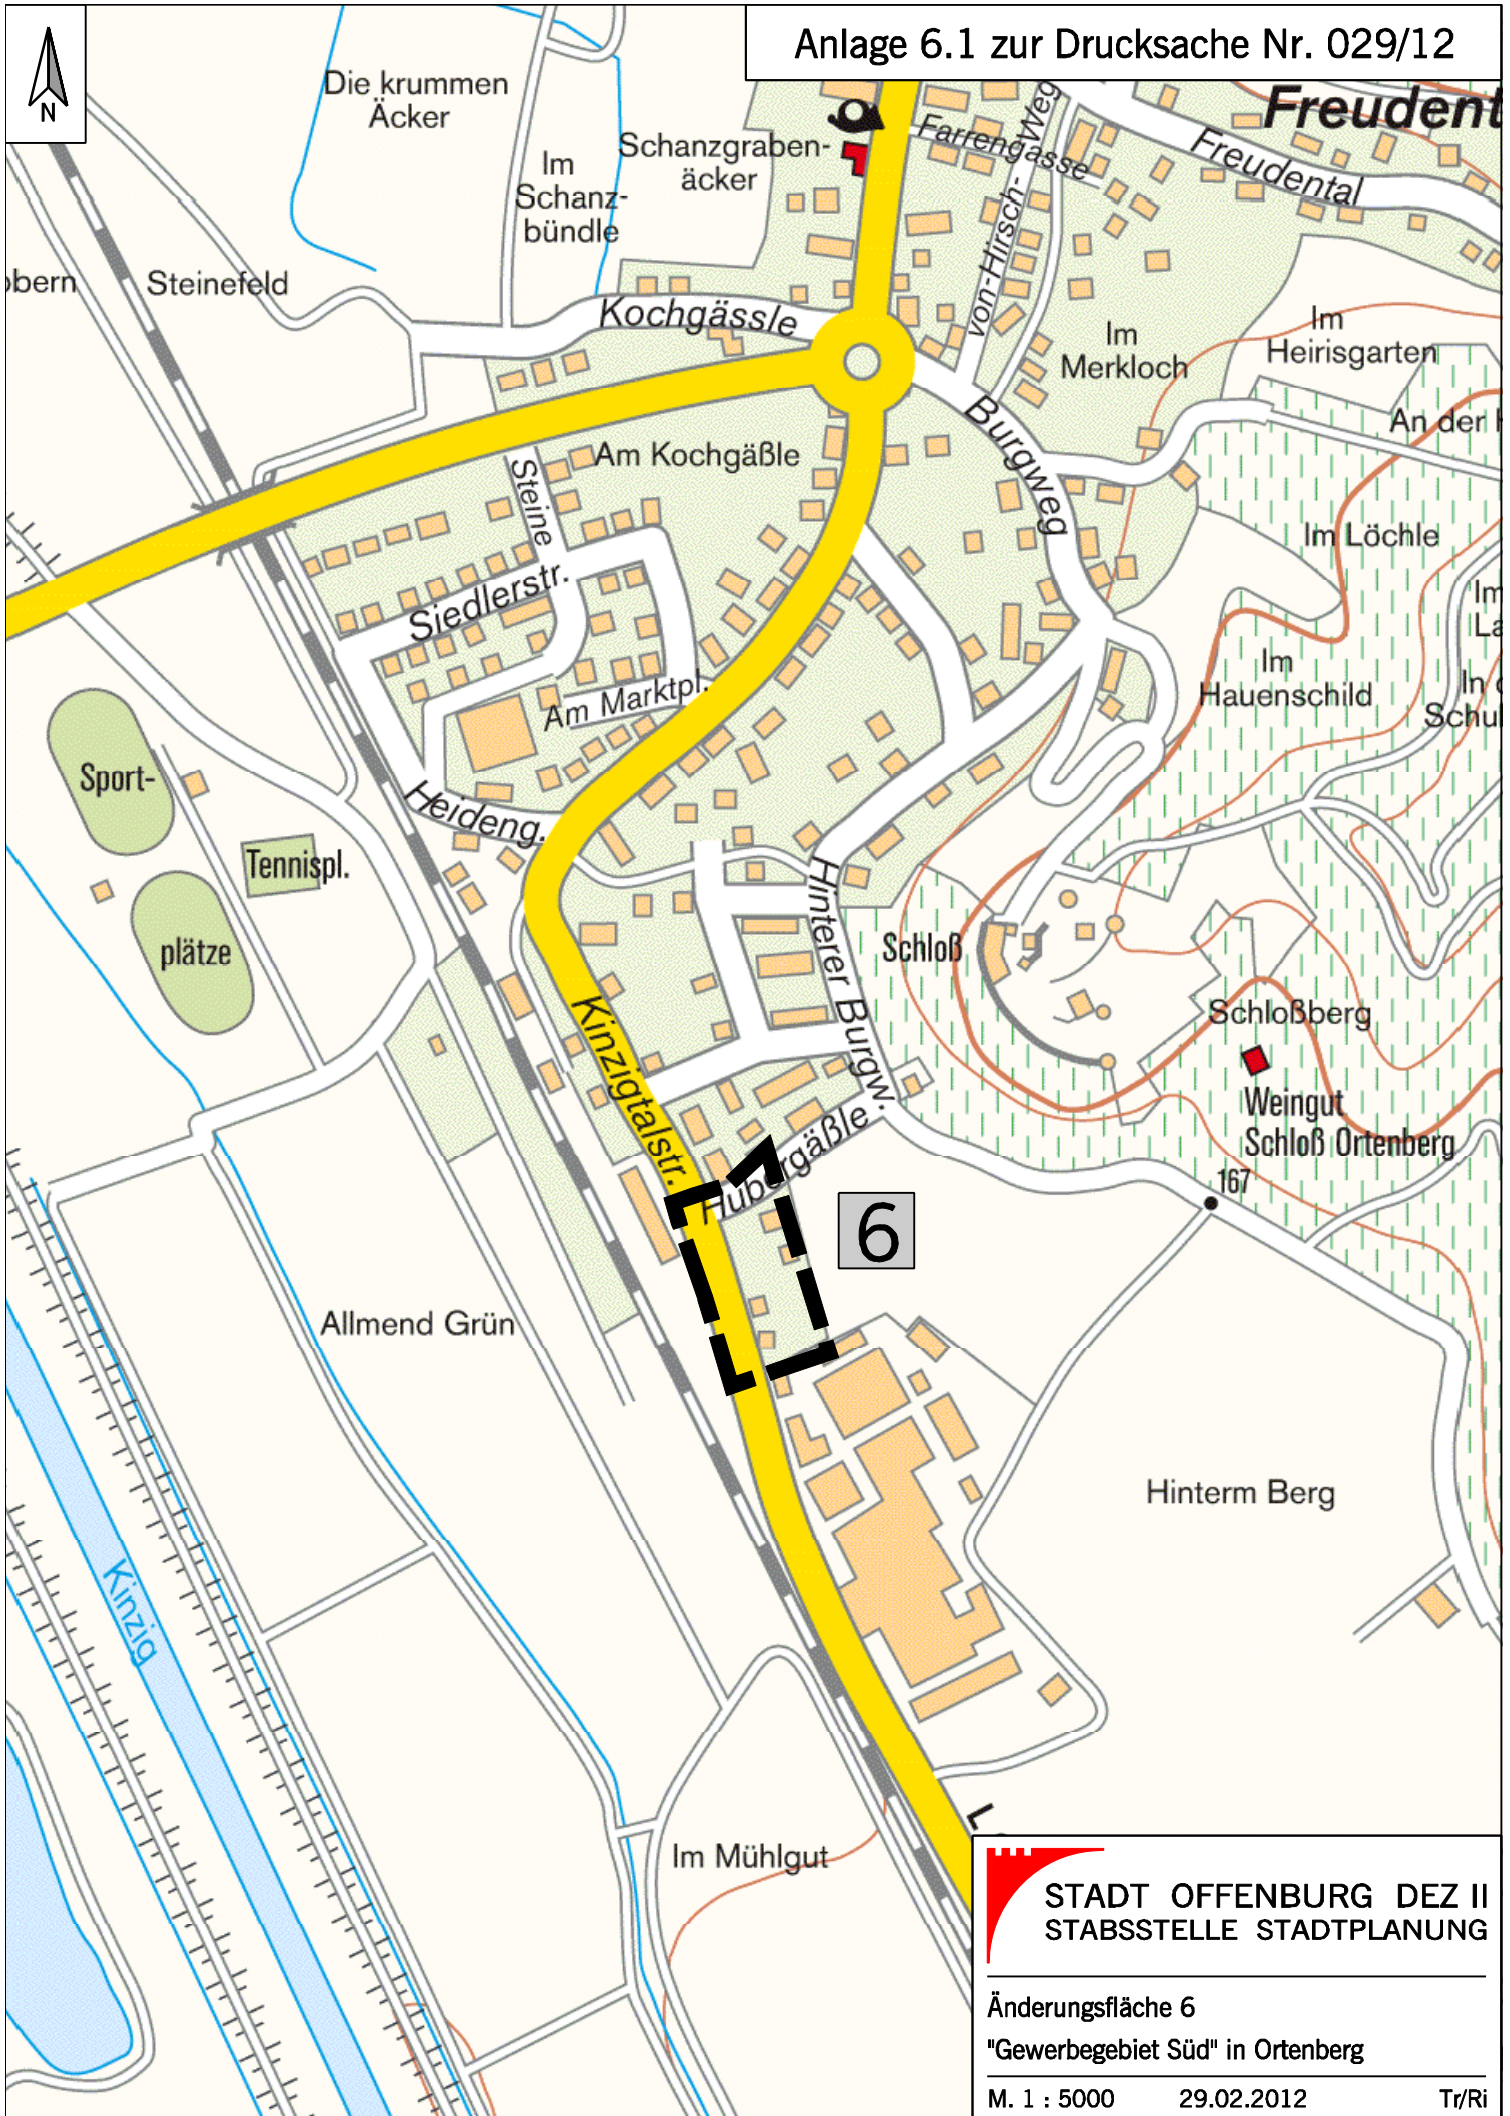 Anlage 6.1 zur Drucksache Nr. 029/12
N
Die krummen
Äcker
Im
Schanz-
bündle
Schanzgraben-
äcker
Farrengasse
von-Hirsch-Weg
Freudental
Steinefeld
Kochgässle
Im
Merkloch
Im
Heirisgarten
An der
Am Kochgäßle
Steine
Burgweg
Im Löchle
Siedlerstr.
Im
Hauenschild
Am Marktpl.
Sport-
plätze
Tennispl.
Heideng.
Hinterer Burgw.
Schloß
Schloßberg
Weingut
Schloß Ortenberg
Kinzigtalstr.
Hubergäßle
167
6
Allmend Grün
Hinterm Berg
Kinzig
Im Mühlgut
STADT OFFENBURG DEZ II
STABSSTELLE STADTPLANUNG
Änderungsfläche 6
"Gewerbegebiet Süd" in Ortenberg
M. 1 : 5000 29.02.2012 Tr/Ri